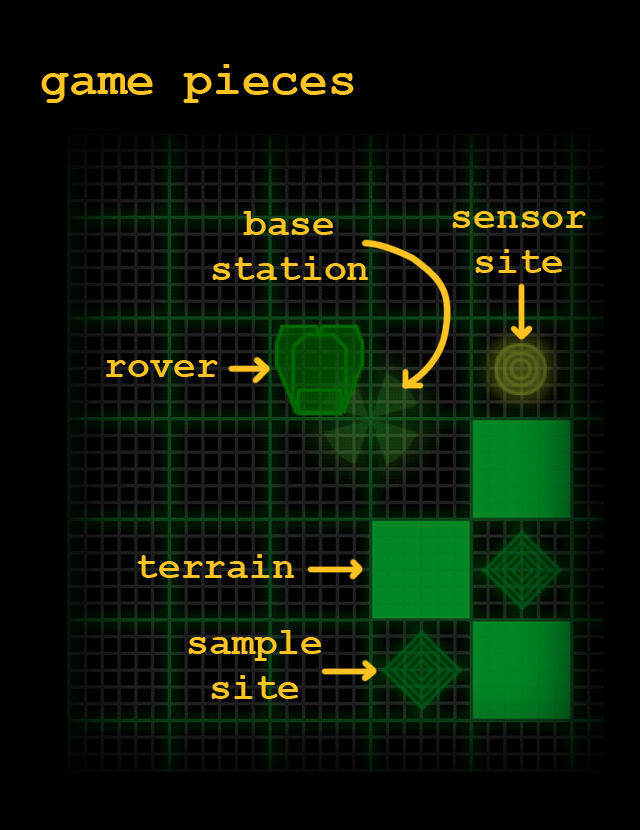 game pieces
base
station
sensor
site
rover
terrain
sample
site